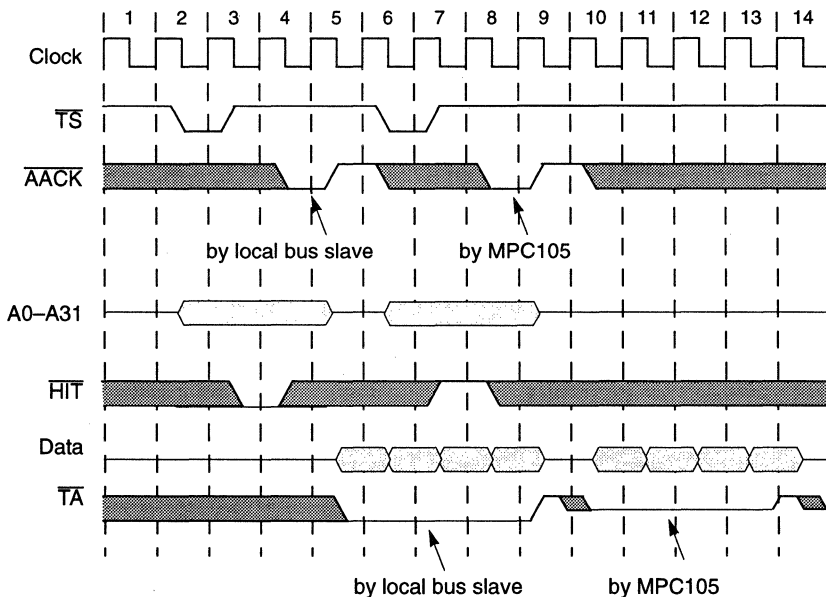 1 2 3 4 5 6 7 8 9 10 11 12 13 14
Clock
TS
AACK
by local bus slave by MPC105
A0–A31
HIT
Data
TA
by local bus slave by MPC105